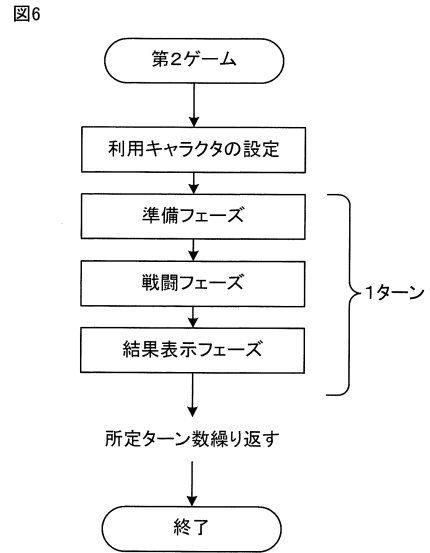 図6
第2ゲーム
利用キャラクタの設定
準備フェーズ
戦闘フェーズ
1ターン
結果表示フェーズ
所定ターン数繰り返す
終了